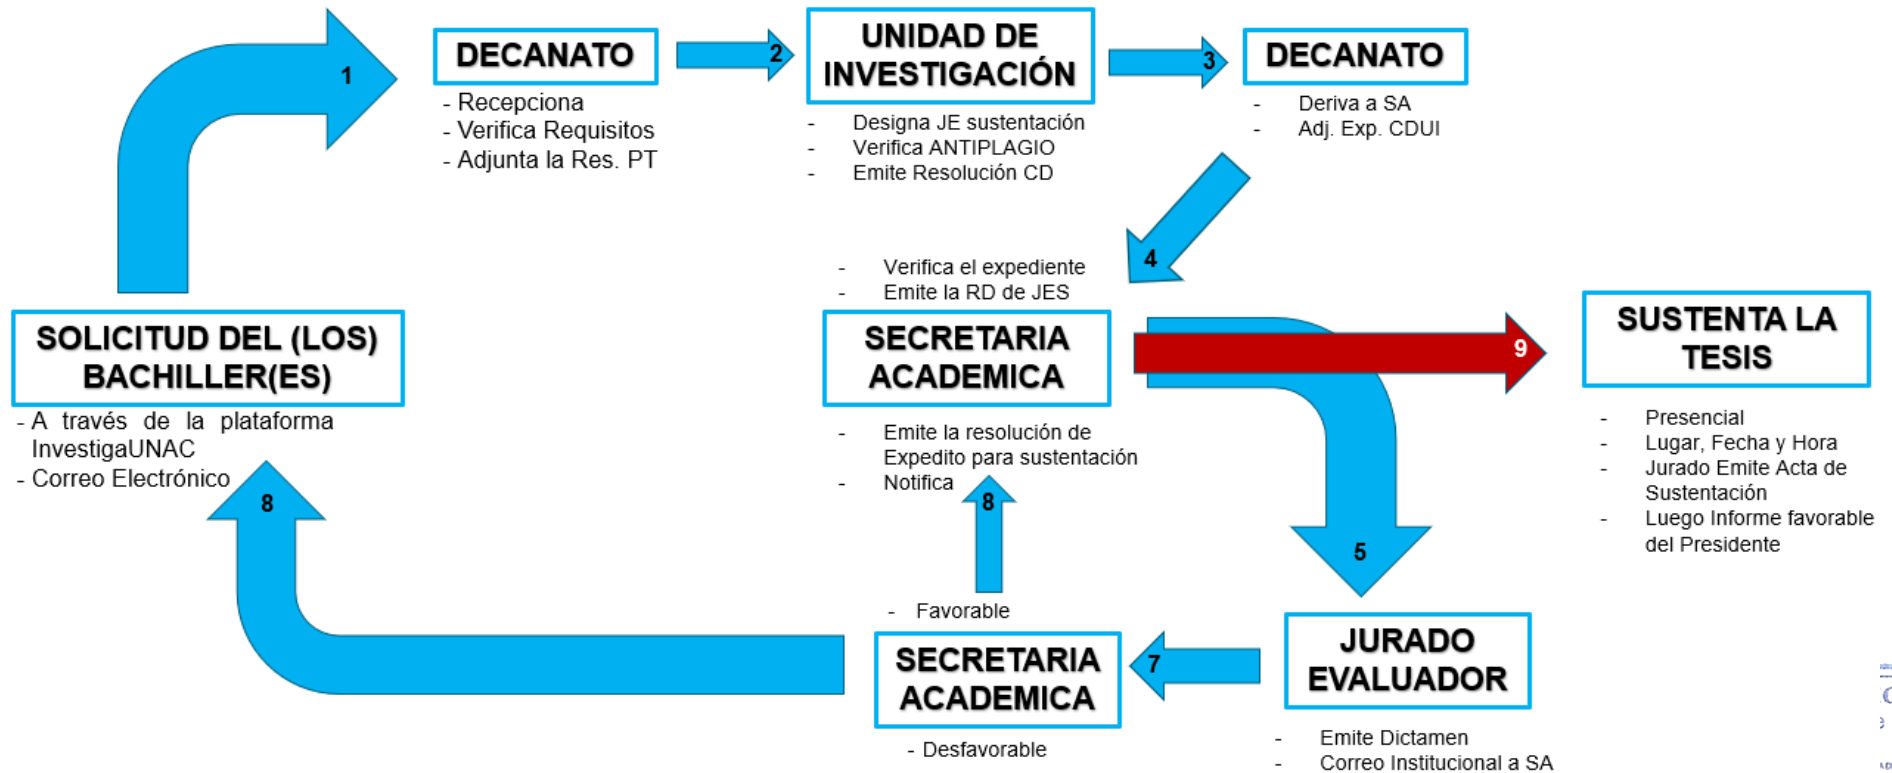 1
DECANATO
- Recepciona
- Verifica Requisitos
- Adjunta la Res. PT
2
UNIDAD DE
INVESTIGACIÓN
- Designa JE sustentación
- Verifica ANTIPLAGIO
- Emite Resolución CD
3
DECANATO
- Deriva a SA
- Adj. Exp. CDUI
4
- Verifica el expediente
- Emite la RD de JES
SECRETARIA
ACADEMICA
- Emite la resolución de
Expedito para sustentación
- Notifica
9
SUSTENTA LA
TESIS
- Presencial
- Lugar, Fecha y Hora
- Jurado Emite Acta de
Sustentación
- Luego Informe favorable
del Presidente
SOLICITUD DEL (LOS)
BACHILLER(ES)
- A través de la plataforma
InvestigaUNAC
- Correo Electrónico
8
8
5
- Favorable
SECRETARIA
ACADEMICA
- Desfavorable
7
JURADO
EVALUADOR
- Emite Dictamen
- Correo Institucional a SA